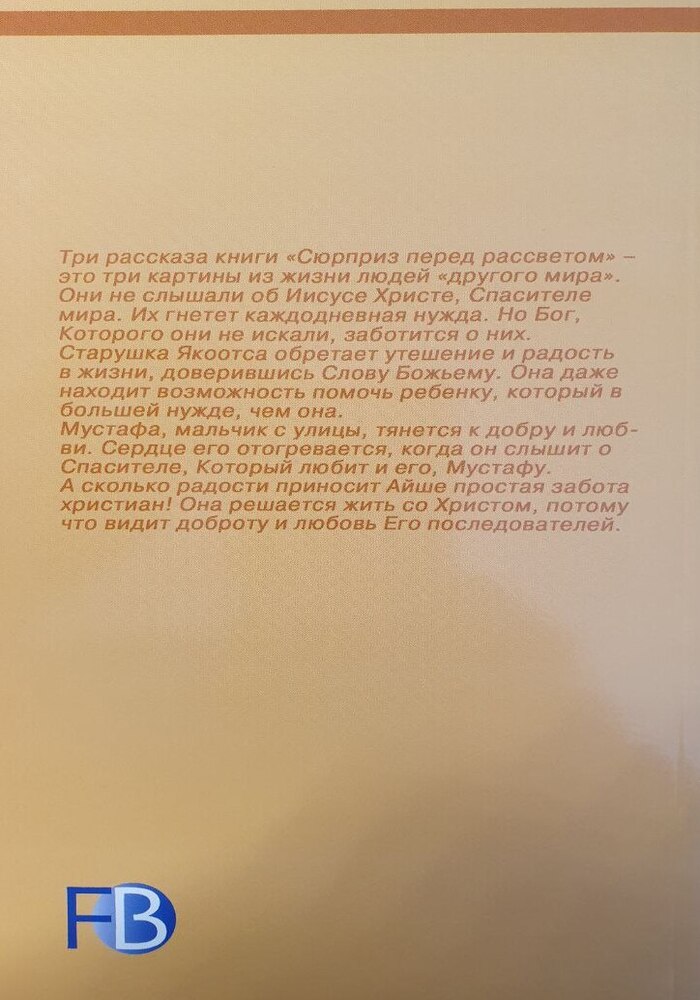 Три рассказа книги «Сюрприз перед рассветом» –
это три картины из жизни людей «другого мира».
Они не слышали об Иисусе Христе, Спасителе
мира. Их гнетет каждодневная нужда. Но Бог,
Которого они не искали, заботится о них.
Старушка Якоотса обретает утешение и радость
в жизни, доверившись Слову Божьему. Она даже
находит возможность помочь ребенку, который в
большей нужде, чем она.
Мустафа, мальчик с улицы, тянется к добру и люб-
ви. Сердце его отогревается, когда он слышит о
Спасителе, Который любит и его, Мустафу.
А сколько радости приносит Айше простая забота
христиан! Она решается жить со Христом, потому
что видит доброту и любовь Его последователей.
FB